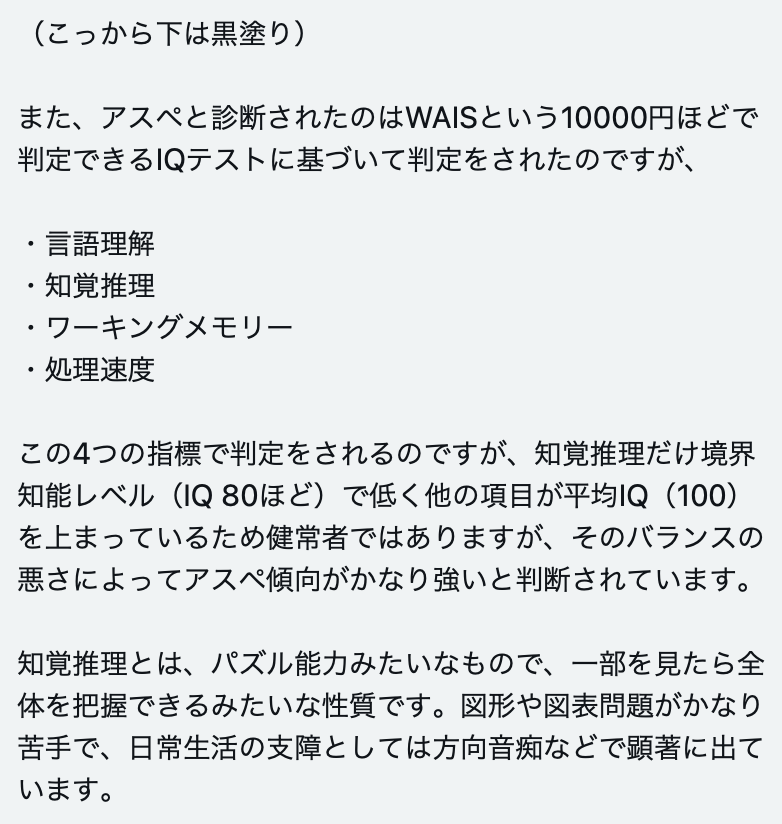 （こっから下は黒塗り）
また、アスペと診断されたのはWAISという10000円ほどで
判定できるIQテストに基づいて判定をされたのですが、
・言語理解
・知覚推理
・ワーキングメモリー
・処理速度
この4つの指標で判定をされるのですが、知覚推理だけ境界
知能レベル（IQ 80ほど）で低く他の項目が平均IQ（100）
を上まっているため健常者ではありますが、そのバランスの
悪さによってアスペ傾向がかなり強いと判断されています。
知覚推理とは、パズル能力みたいなもので、一部を見たら全
体を把握できるみたいな性質です。図形や図表問題がかなり
苦手で、日常生活の支障としては方向音痴などで顕著に出て
います。